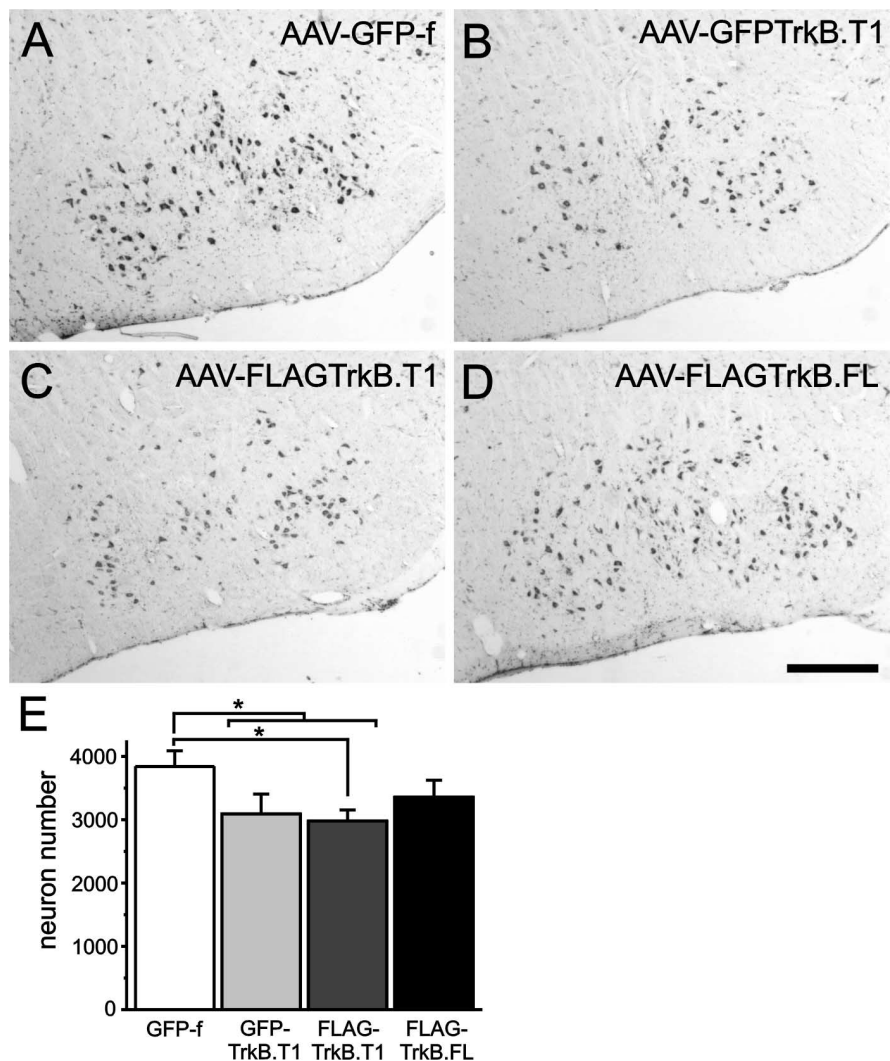 A
AAV-GFP-f
B
AAV-GFPTrkB.T1
C
AAV-FLAGTrkB.T1
D
AAV-FLAGTrkB.FL
E
*
*
neuron number
4000
3000
2000
1000
0
GFP-f
GFP-
TrkB.T1
FLAG-
TrkB.T1
FLAG-
TrkB.FL